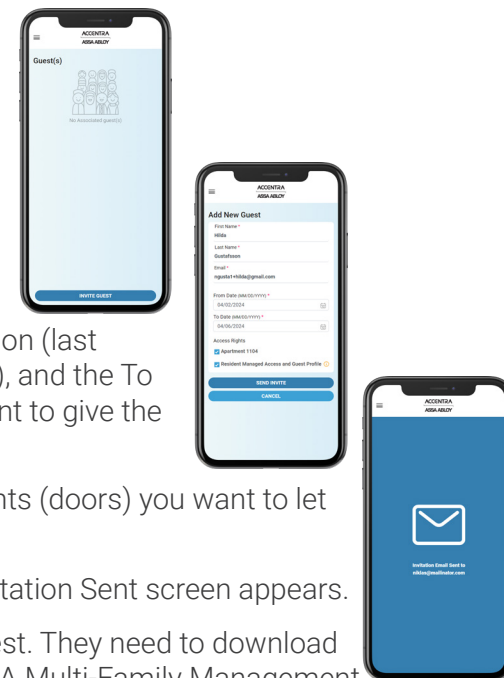 ACCENTRA
ASSA ABLOY
Guest(s)
No Associated guest(s)
INVITE GUEST
ACCENTRA
ASSA ABLOY
Add New Guest
First Name *
Hilda
Last Name *
Gustafsson
Email *
ngusta1+hilda@gmail.com
From Date (MM/DD/YYYY) *
04/02/2024
To Date (MM/DD/YYYY) *
04/06/2024
Access Rights
Apartment 1104
Resident Managed Access and Guest Profile
SEND INVITE
CANCEL
on (last
), and the To
nt to give the
ACCENTRA
ASSA ABLOY
Invitation Email Sent to
niklas@mailinator.com
nts (doors) you want to let
itation Sent screen appears.
est. They need to download
A Multi-Family Management